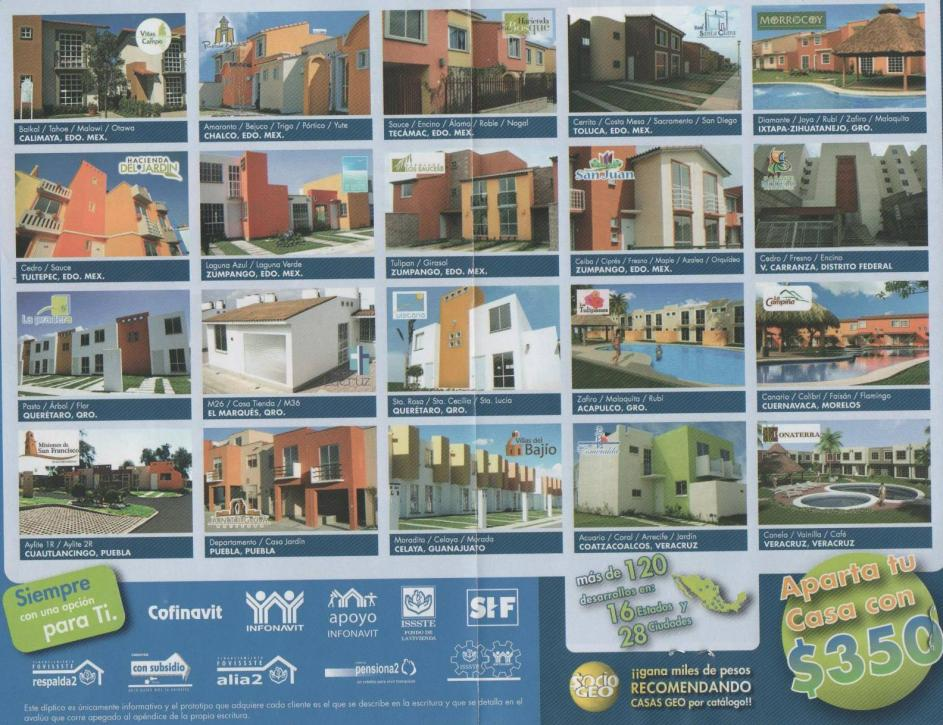 Villas del Campo
Baikal / Tahoe / Malawi / Otawa
CALIMAYA, EDO. MEX.
Amaranto / Bejuco / Trigo / Pórtico / Yute
CHALCO, EDO. MEX.
Hacienda del Bosque
Sauce / Encino / Álamo / Roble / Nogal
TECÁMAC, EDO. MEX.
Real Santa Clara
Cerrito / Costa Mesa / Sacramento / San Diego
TOLUCA, EDO. MEX.
MORROCOY
Diamante / Joya / Rubí / Zafiro / Malaquita
IXTAPA-ZIHUATANEJO, GRO.
HACIENDA DEL JARDÍN
Cedro / Sauce
TULTEPEC, EDO. MEX.
Laguna Azul / Laguna Verde
ZUMPANGO, EDO. MEX.
LOS SAUCES
Tulipan / Girasol
ZUMPANGO, EDO. MEX.
San Juan
Ceiba / Ciprés / Fresno / Maple / Azalea / Orquídea
ZUMPANGO, EDO. MEX.
Cedro / Fresno / Encino
V. CARRANZA, DISTRITO FEDERAL
La pradera
Pasto / Árbol / Flor
QUERÉTARO, QRO.
M26 / Casa Tienda / M36
EL MARQUÉS, QRO.
Sta. Rosa / Sta. Cecilia / Sta. Lucia
QUERÉTARO, QRO.
Tulipanes
Zafiro / Malaquita / Rubí
ACAPULCO, GRO.
La Campiña
Canario / Colibrí / Faisán / Flamingo
CUERNAVACA, MORELOS
Misiones de San Francisco
Aylite 1R / Aylite 2R
CUAUTLANCINGO, PUEBLA
Departamento / Casa Jardín
PUEBLA, PUEBLA
Villas del Bajío
Moradita / Celaya / Morada
CELAYA, GUANAJUATO
Esmeralda
Acuario / Coral / Arrecife / Jardín
COATZACOALCOS, VERACRUZ
Canela / Vainilla / Café
VERACRUZ, VERACRUZ
Siempre
con una opción
para Ti.
Cofinavit
INFONAVIT
apoyo
INFONAVIT
ISSSTE
FONDO DE
LA VIVIENDA
SHF
FOVISSSTE
respalda2
con subsidio
FOVISSSTE
alia2
pensiona2
más de 120
desarrollos en:
16 Estados y
28 Ciudades
Aparta tu
Casa con
$350
SOCIO
GEO
¡¡gana miles de pesos
RECOMENDANDO
CASAS GEO por catálogo!!
Este díptico es únicamente informativo y el prototipo que adquiere cada cliente es el que se describe en la escritura y que se detalla en el
avalúo que corre apegado al apéndice de la propia escritura.